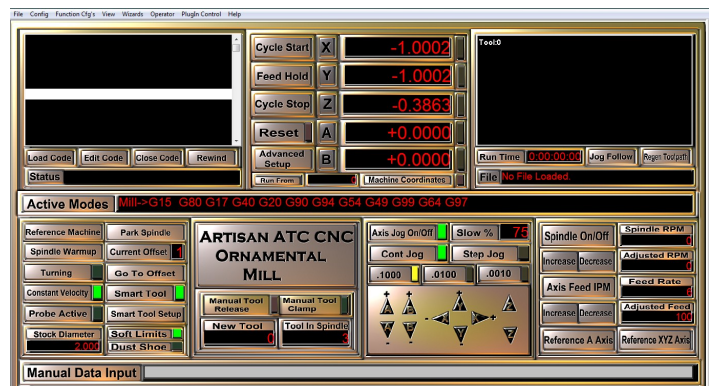 File Config Function Cfg's View Wizards Operator PlugIn Control Help
Cycle Start X -1.0002
Feed Hold Y -1.0002
Cycle Stop Z -0.3863
Reset A +0.0000
Advanced Setup B +0.0000
Run From 0 Machine Coordinates
Tool:0
Load Code Edit Code Close Code Rewind
Status
Run Time 0:00:00:00 Jog Follow Regen Toolpath
File No File Loaded.
Active Modes Mill->G15 G80 G17 G40 G20 G90 G94 G54 G49 G99 G64 G97
Reference Machine Park Spindle
Spindle Warmup Current Offset 1
Turning Go To Offset
Constant Velocity Smart Tool
Probe Active Smart Tool Setup
Stock Diameter Soft Limits
2.000 Dust Shoe
ARTISAN ATC CNC
ORNAMENTAL
MILL
Manual Tool Release Manual Tool Clamp
New Tool Tool In Spindle
0 3
Axis Jog On/Off Slow % 75
Cont Jog Step Jog
.1000 .0100 .0010
+ + +
- + A
- - - Z
Spindle On/Off Spindle RPM
0
Increase Decrease Adjusted RPM
0
Axis Feed IPM Feed Rate
6
Increase Decrease Adjusted Feed
100
Reference A Axis Reference XYZ Axis
Manual Data Input